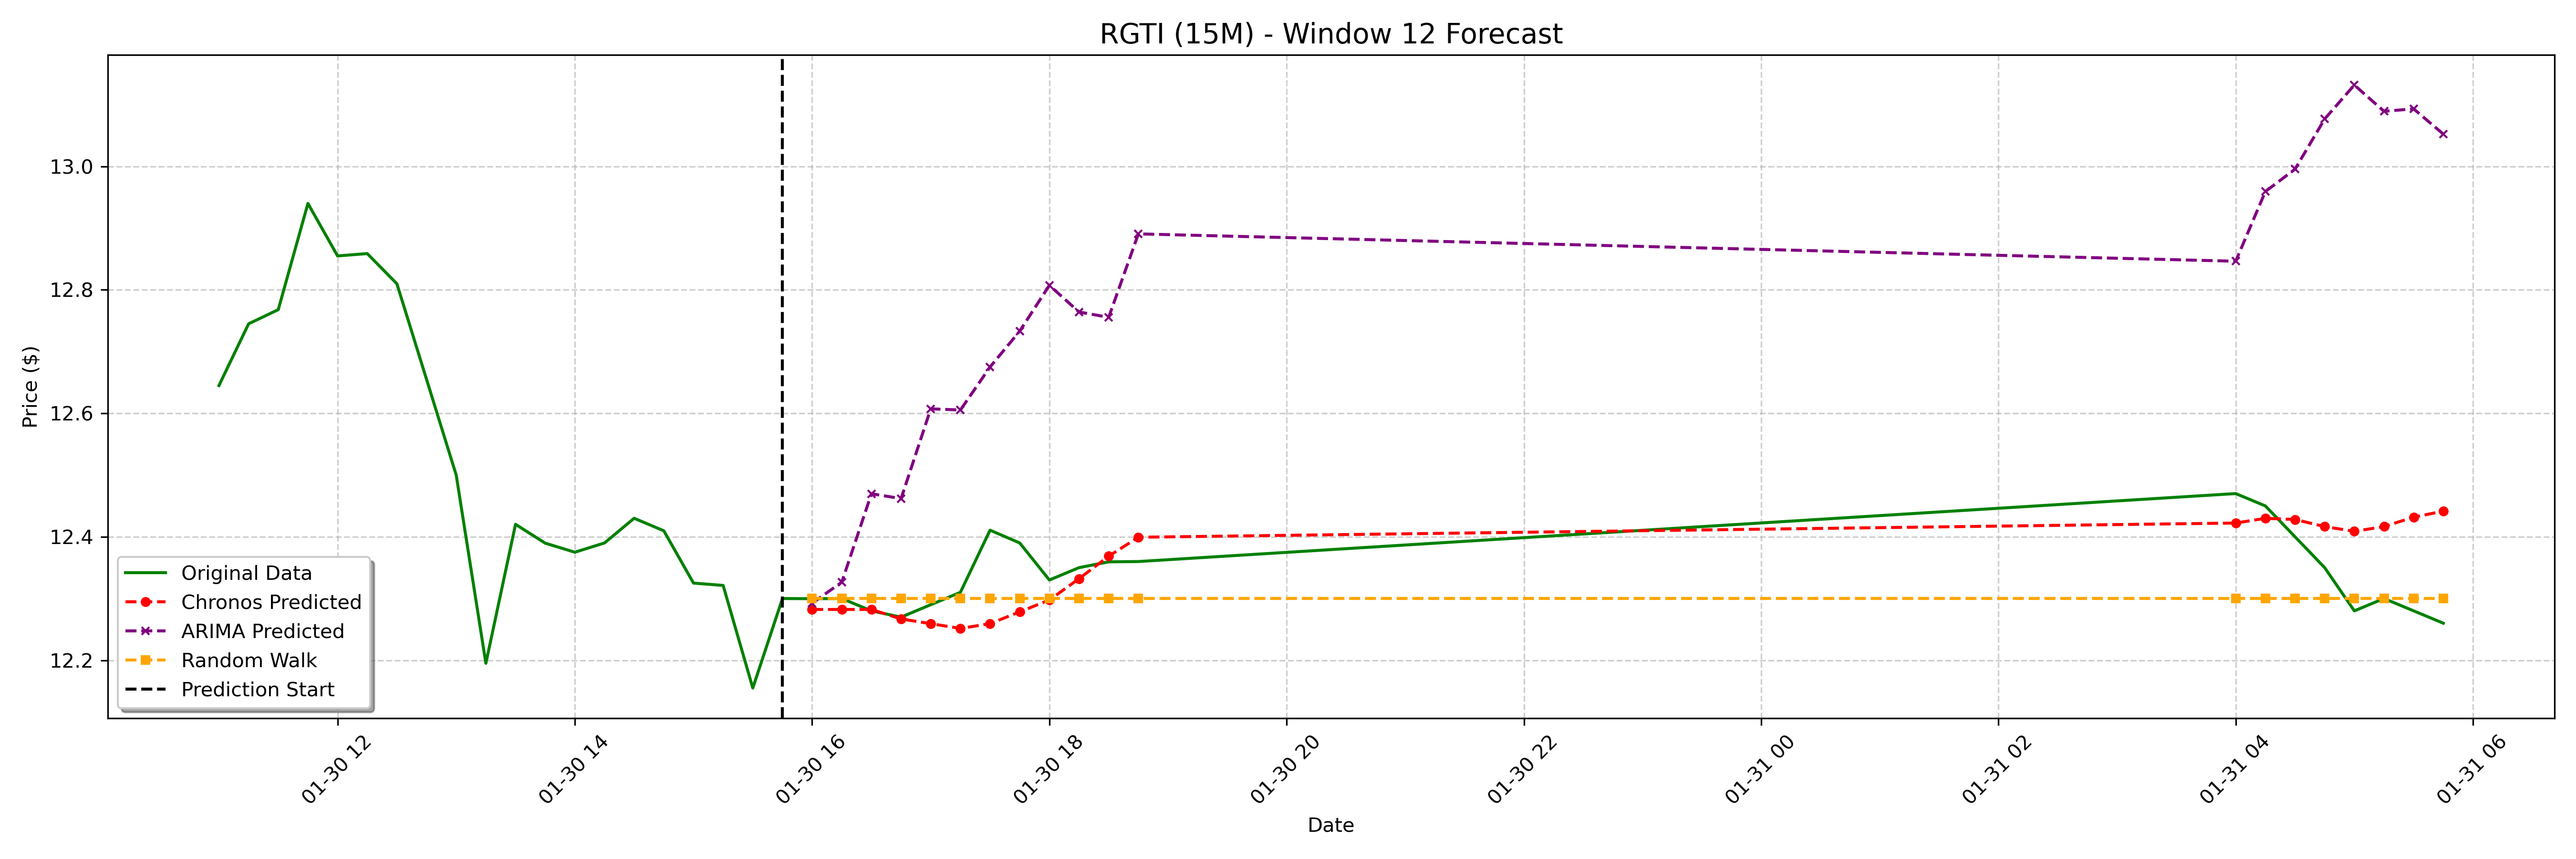 RGTI (15M) - Window 12 Forecast
Price ($)
13.0
12.8
12.6
12.4
12.2
Original Data
Chronos Predicted
ARIMA Predicted
Random Walk
Prediction Start
01-30 12
01-30 14
01-30 16
01-30 18
01-30 20
01-30 22
01-31 00
01-31 02
01-31 04
01-31 06
Date